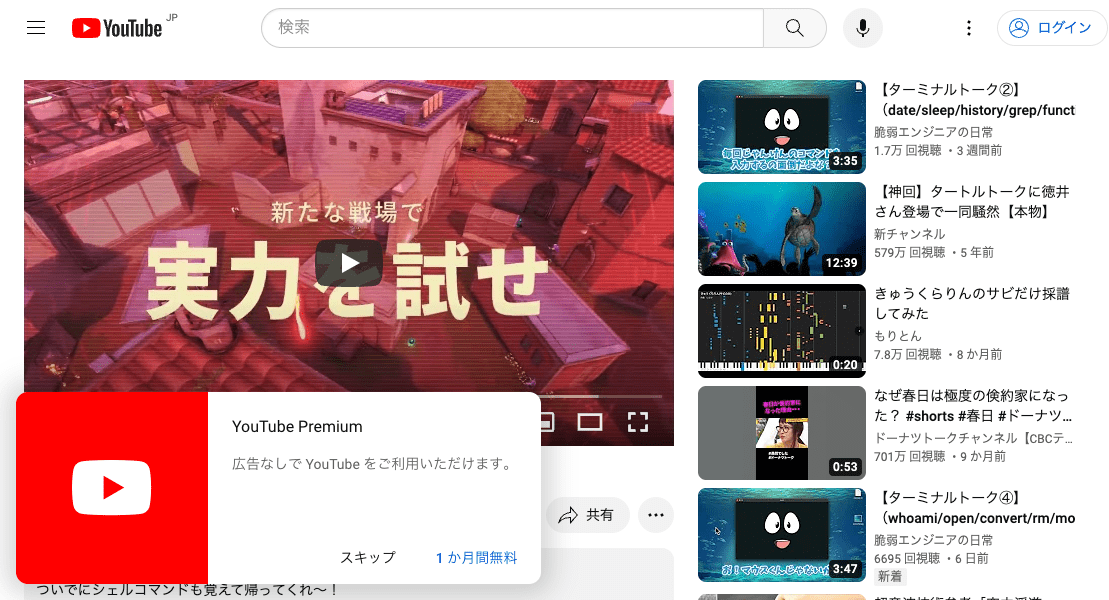 YouTube JP
検索
ログイン
新たな戦場で
実力を試せ
YouTube Premium
広告なしで YouTube をご利用いただけます。
スキップ
1 か月間無料
共有
ついでにシェルコマンドも覚えて帰ってくれ〜！
3:35
【ターミナルトーク②】
（date/sleep/history/grep/funct
脆弱エンジニアの日常
1.7万 回視聴・3 週間前
12:39
【神回】タートルトークに徳井
さん登場で一同騒然【本物】
新チャンネル
579万 回視聴・5 年前
0:20
きゅうくらりんのサビだけ採譜
してみた
もりとん
7.8万 回視聴・8 か月前
0:53
なぜ春日は極度の倹約家になっ
た？ #shorts #春日 #ドーナツ...
ドーナツトークチャンネル【CBCテ...
701万 回視聴・9 か月前
3:47
【ターミナルトーク④】
（whoami/open/convert/rm/mo
脆弱エンジニアの日常
6695 回視聴・6 日前
新着